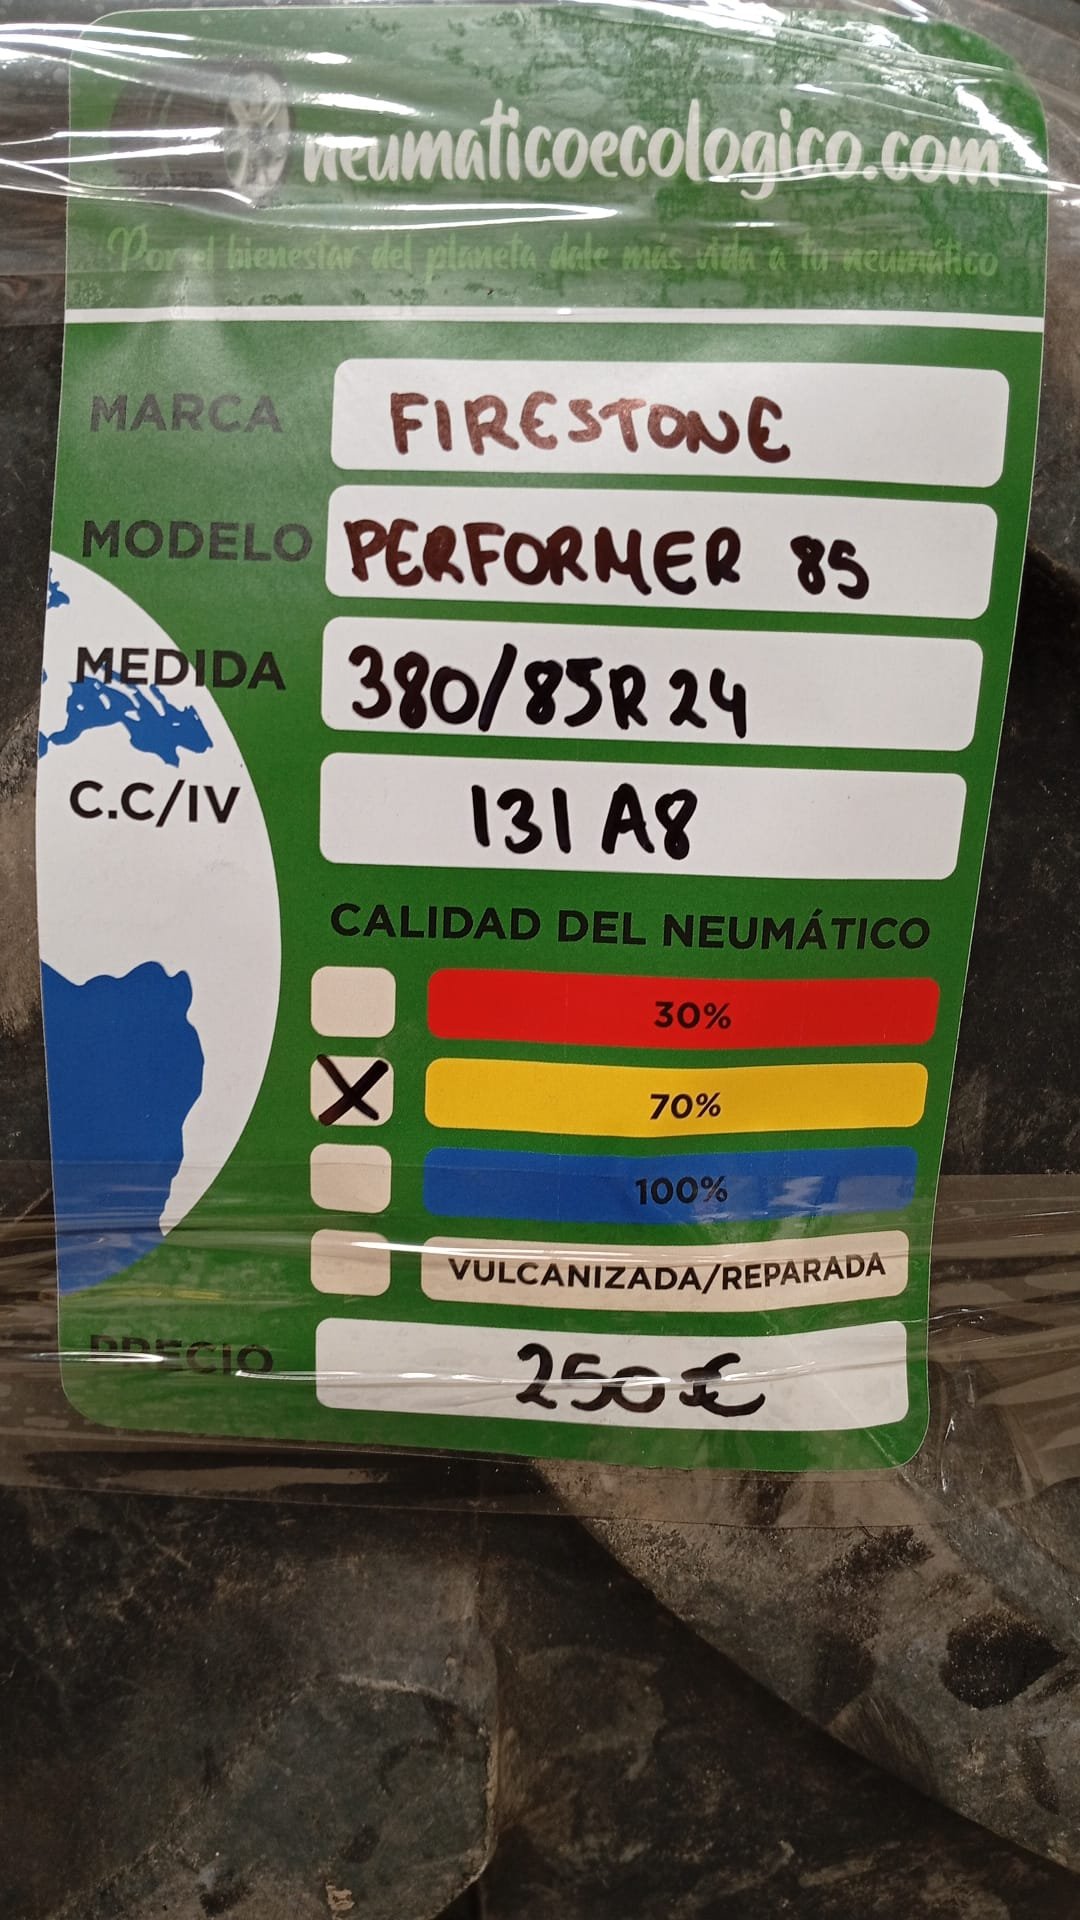 neumaticoecologico.com
Por el bienestar del planeta dale más vida a tu neumático
MARCA FIRESTONE
MODELO PERFORMER 85
MEDIDA 380/85R24
C.C/IV 131 A8
CALIDAD DEL NEUMÁTICO
30%
X 70%
100%
VULCANIZADA/REPARADA
PRECIO 250€